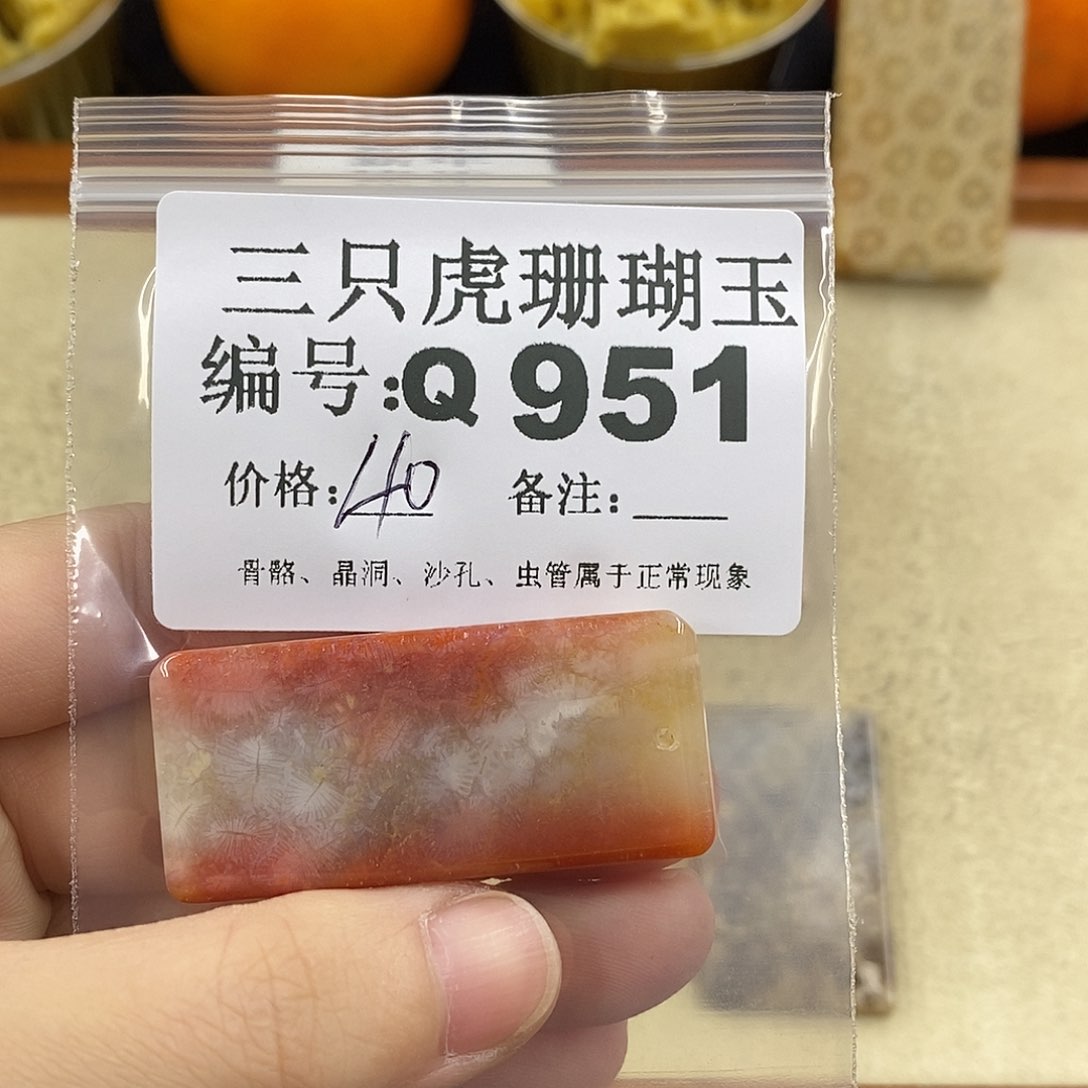 三只虎珊瑚玉
编号:Q 951
价格:40 备注:____
骨骼、晶洞、沙孔、虫管属于正常现象